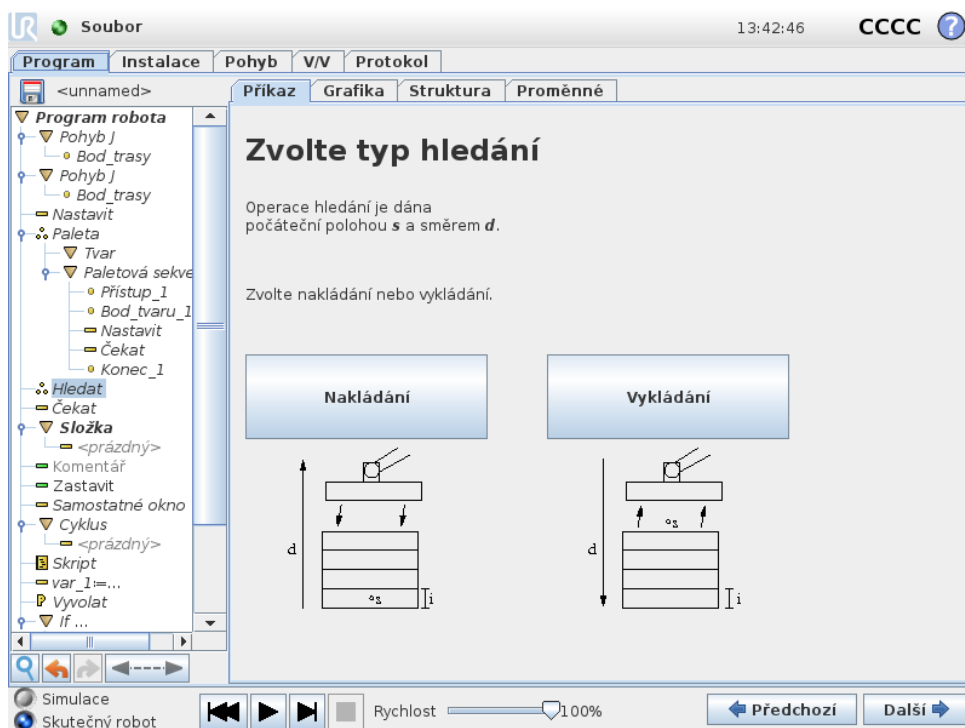 UR Soubor 13:42:46 CCCC ?
Program Instalace Pohyb V/V Protokol
<unnamed>
Příkaz Grafika Struktura Proměnné
Program robota
Pohyb J
Bod_trasy
Pohyb J
Bod_trasy
Nastavit
Paleta
Tvar
Paletová sekve
Přístup_1
Bod_tvaru_1
Nastavit
Čekat
Konec_1
Hledat
Čekat
Složka
<prázdný>
Komentář
Zastavit
Samostatné okno
Cyklus
<prázdný>
Skript
var_1:=...
Vyvolat
If ...
Zvolte typ hledání
Operace hledání je dána
počáteční polohou s a směrem d.
Zvolte nakládání nebo vykládání.
Nakládání
Vykládání
d
s
i
d
s
i
Simulace
Skutečný robot
Rychlost 100%
Předchozí
Další